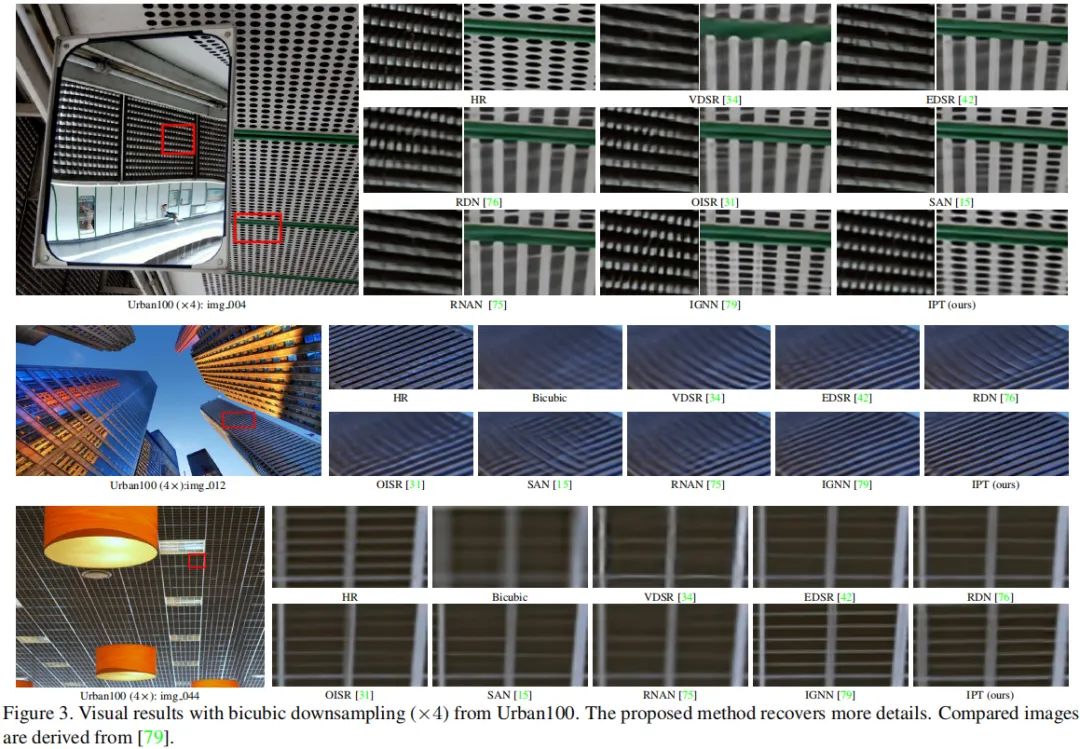 HR
VDSR [34]
EDSR [42]
RDN [76]
OISR [31]
SAN [15]
RNAN [75]
IGNN [79]
IPT (ours)
Urban100 (×4): img_004
HR
Bicubic
VDSR [34]
EDSR [42]
RDN [76]
OISR [31]
SAN [15]
RNAN [75]
IGNN [79]
IPT (ours)
Urban100 (4×):img_012
HR
Bicubic
VDSR [34]
EDSR [42]
RDN [76]
OISR [31]
SAN [15]
RNAN [75]
IGNN [79]
IPT (ours)
Urban100 (4×): img_044
Figure 3. Visual results with bicubic downsampling (×4) from Urban100. The proposed method recovers more details. Compared images
are derived from [79].